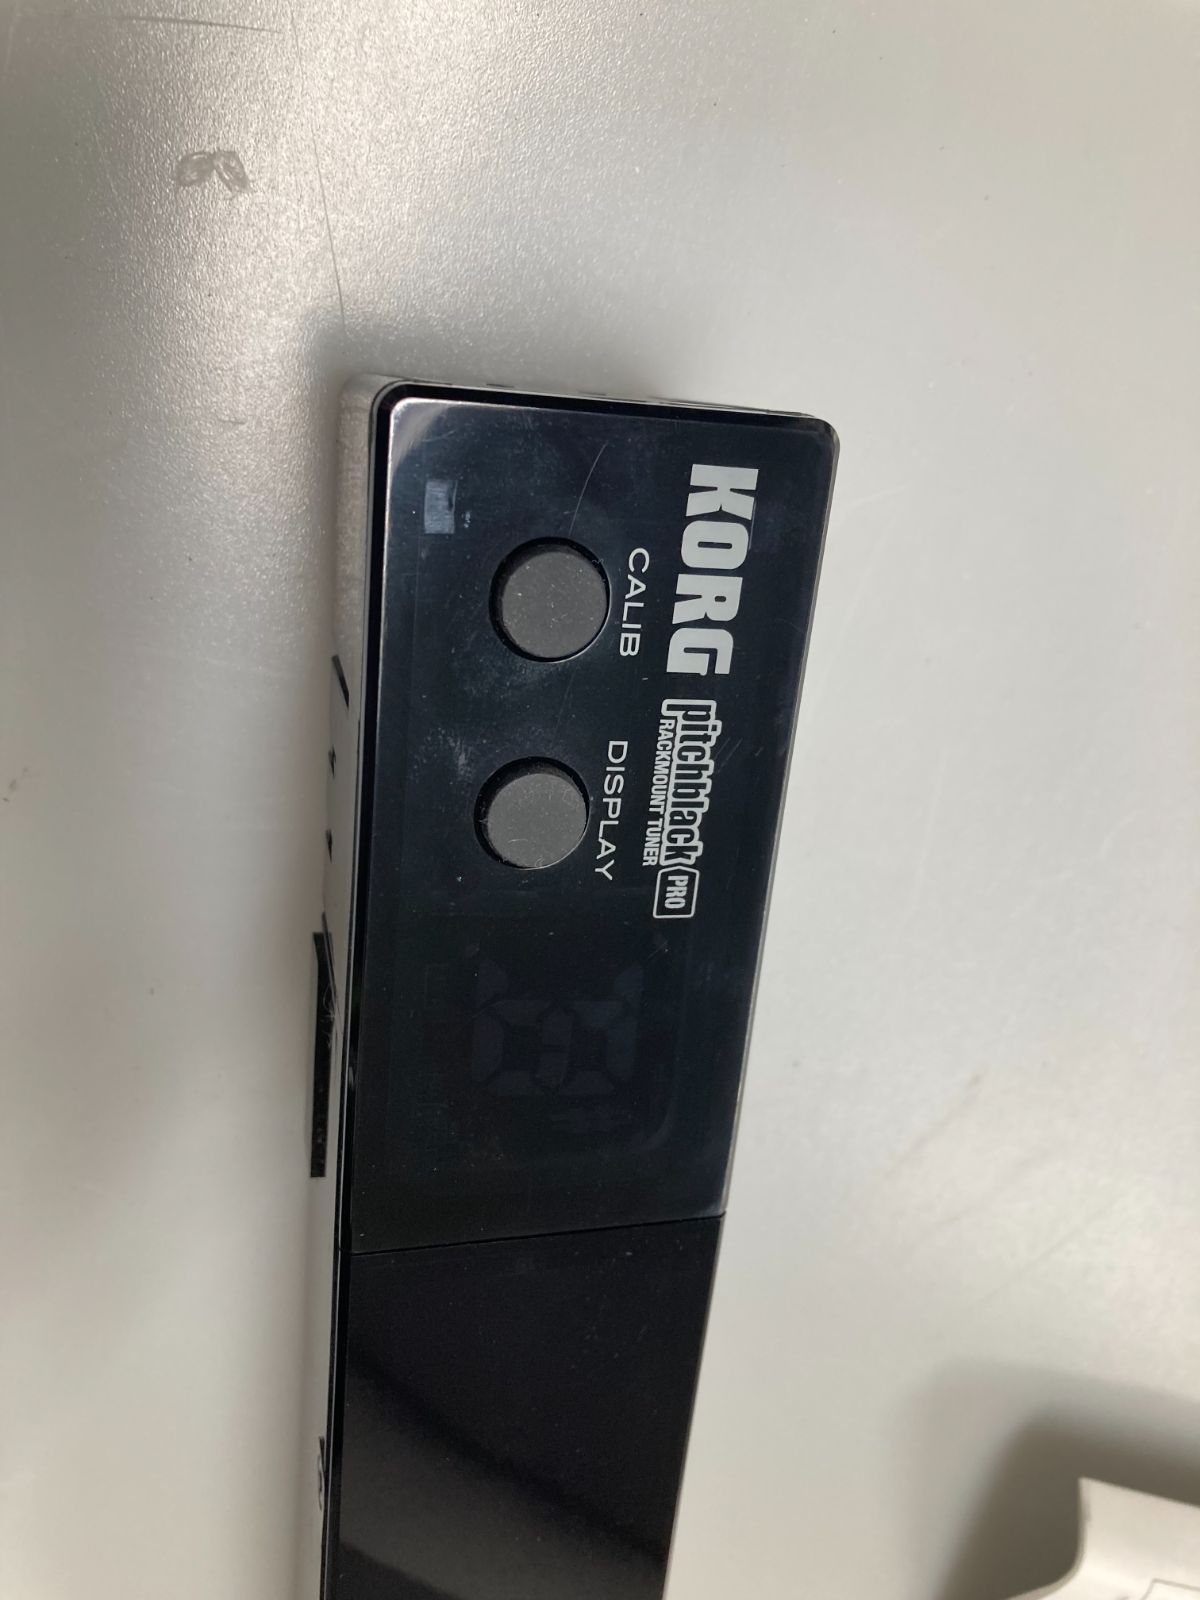 KORG pitchblack PRO
RACKMOUNT TUNER
CALIB
DISPLAY